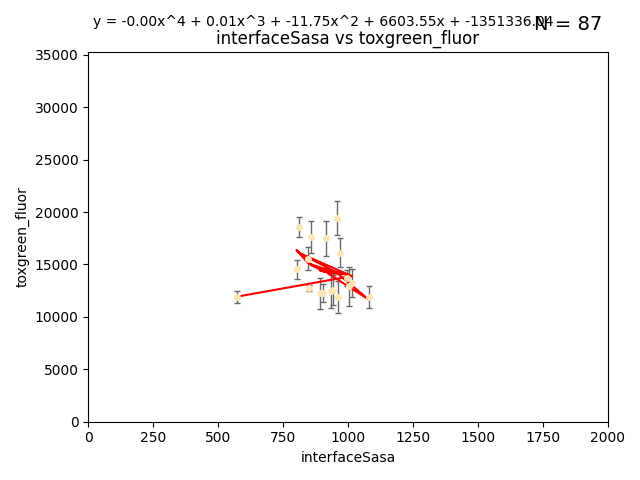 y = -0.00x^4 + 0.01x^3 + -11.75x^2 + 6603.55x + -1351336.04
N = 87
interfaceSasa vs toxgreen_fluor
35000
30000
25000
20000
15000
10000
5000
0
toxgreen_fluor
0 250 500 750 1000 1250 1500 1750 2000
interfaceSasa